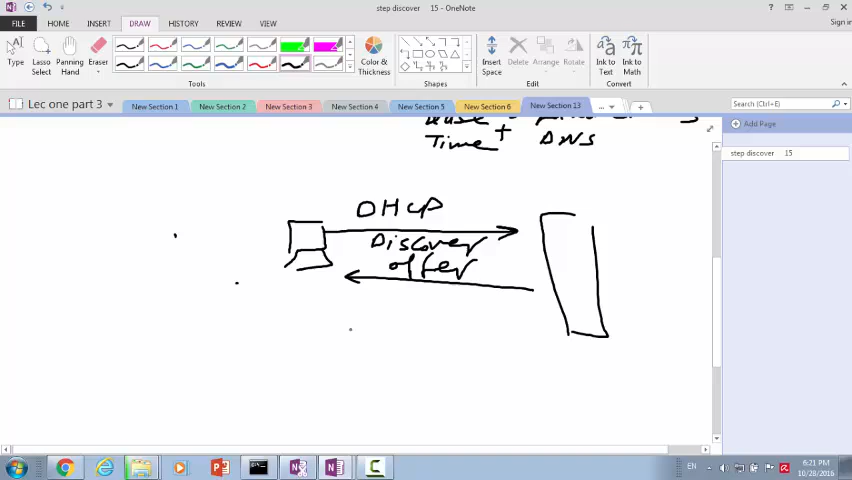 step discover 15 - OneNote
Sign in
FILE HOME INSERT DRAW HISTORY REVIEW VIEW
Type
Lasso Select
Panning Hand
Eraser
Color & Thickness
Insert Space
Delete
Arrange
Rotate
Ink to Text
Ink to Math
Tools
Shapes
Edit
Convert
Lec one part 3
New Section 1
New Section 2
New Section 3
New Section 4
New Section 5
New Section 6
New Section 13
Search (Ctrl+E)
Add Page
step discover 15
Time + DNS
DHCP
Discover
offer
EN
6:21 PM
10/28/2016